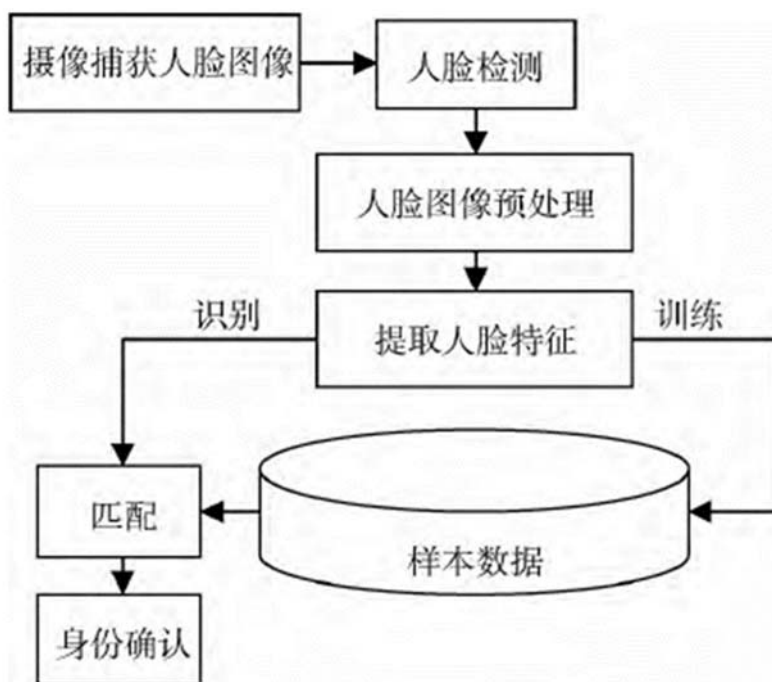 摄像捕获人脸图像
人脸检测
人脸图像预处理
识别
提取人脸特征
训练
匹配
样本数据
身份确认